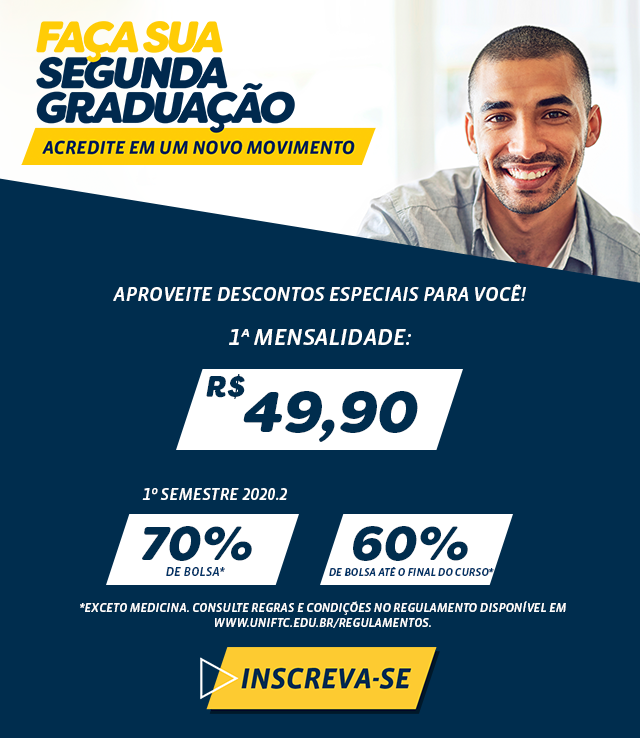 FAÇA SUA
SEGUNDA
GRADUAÇÃO
ACREDITE EM UM NOVO MOVIMENTO
APROVEITE DESCONTOS ESPECIAIS PARA VOCÊ!
1ª MENSALIDADE:
R$ 49,90
1º SEMESTRE 2020.2
70%
DE BOLSA*
60%
DE BOLSA ATÉ O FINAL DO CURSO*
*EXCETO MEDICINA. CONSULTE REGRAS E CONDIÇÕES NO REGULAMENTO DISPONÍVEL EM
WWW.UNIFTC.EDU.BR/REGULAMENTOS.
INSCREVA-SE